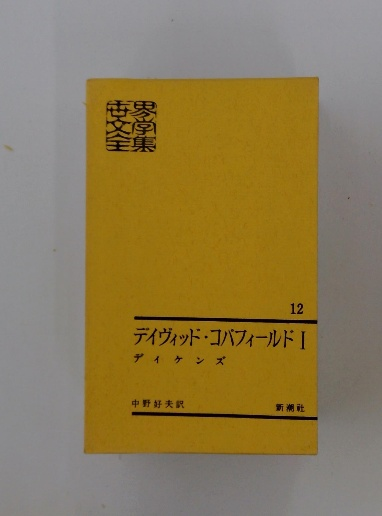 世界文学全集
12
デイヴィッド・コパフィールド I
ディケンズ
中野好夫訳
新潮社